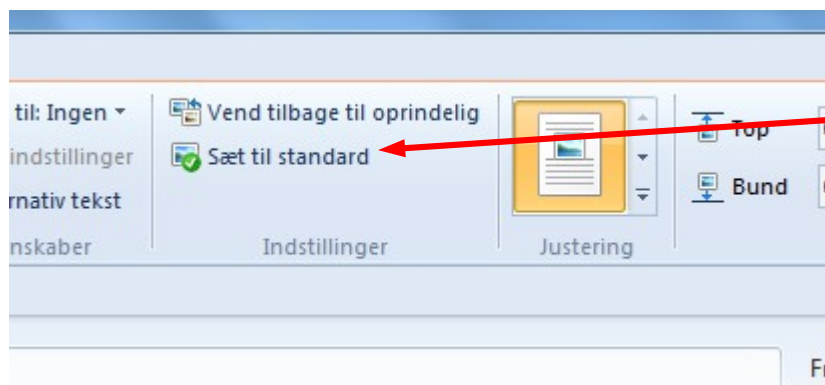 til: Ingen
Vend tilbage til oprindelig
Top
indstillinger
Sæt til standard
Bund
rnativ tekst
nskaber
Indstillinger
Justering